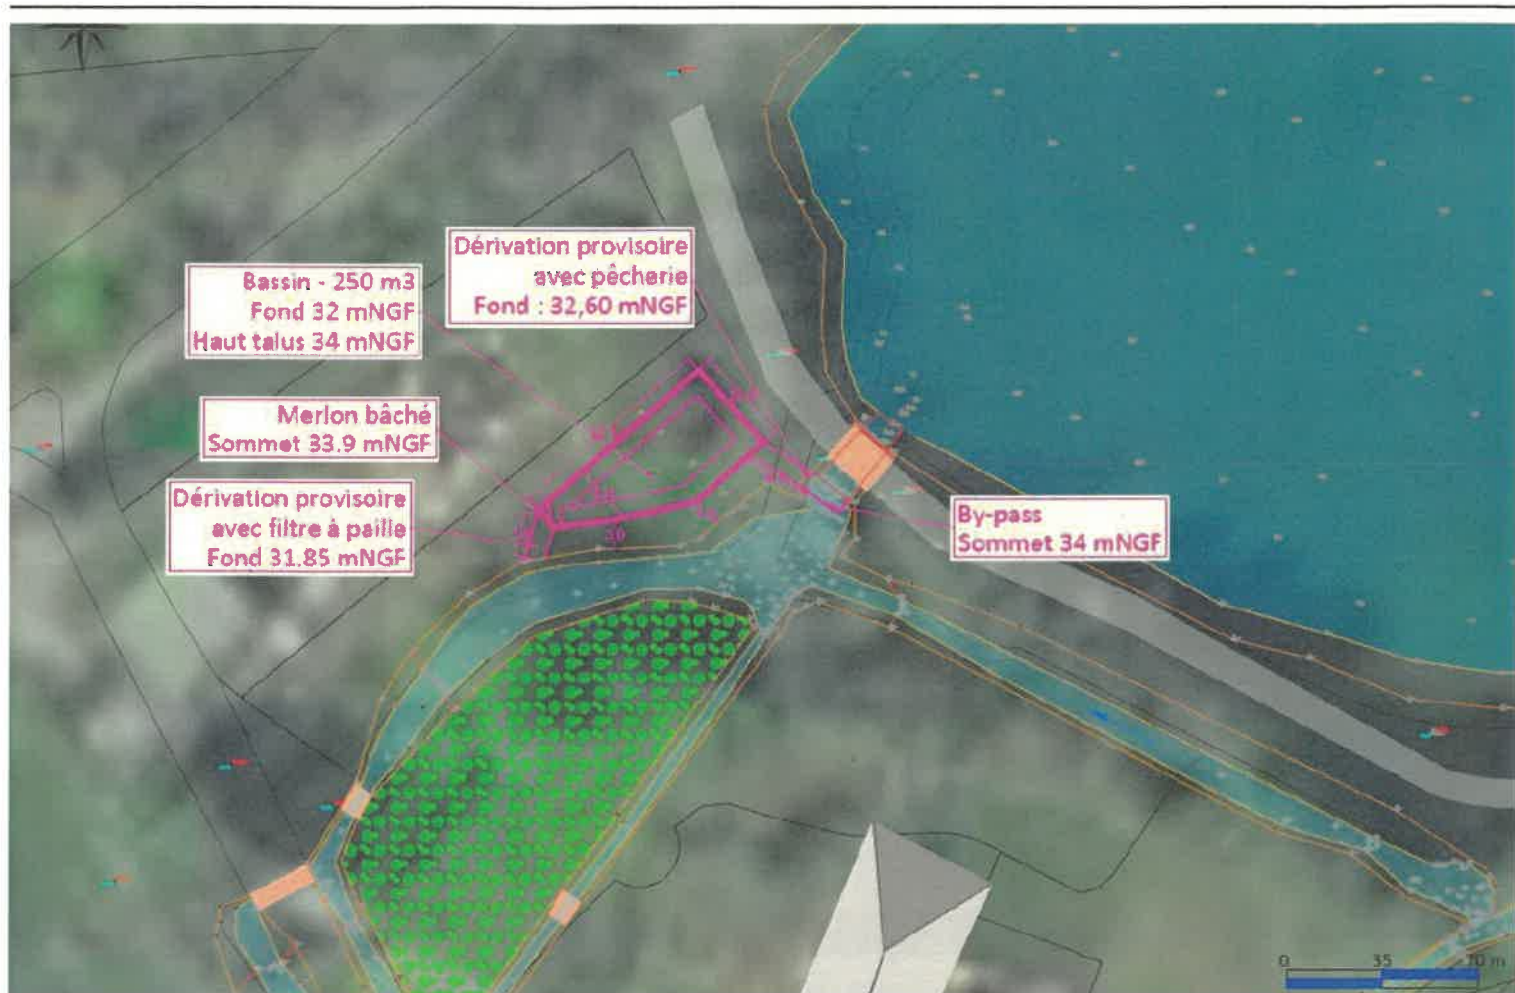 Dérivation provisoire
avec pêcherie
Fond : 32,60 mNGF
Bassin - 250 m3
Fond 32 mNGF
Haut talus 34 mNGF
Merlon bâché
Sommet 33.9 mNGF
Dérivation provisoire
avec filtre à paille
Fond 31.85 mNGF
By-pass
Sommet 34 mNGF
0 35 70 m